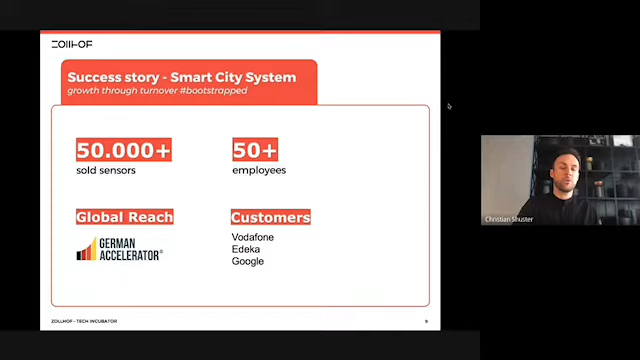 ZOLLHOF
Success story - Smart City System
growth through turnover #bootstrapped
50.000+
sold sensors
50+
employees
Global Reach
GERMAN
ACCELERATOR®
Customers
Vodafone
Edeka
Google
ZOLLHOF - TECH INCUBATOR
9
Christian Shuster